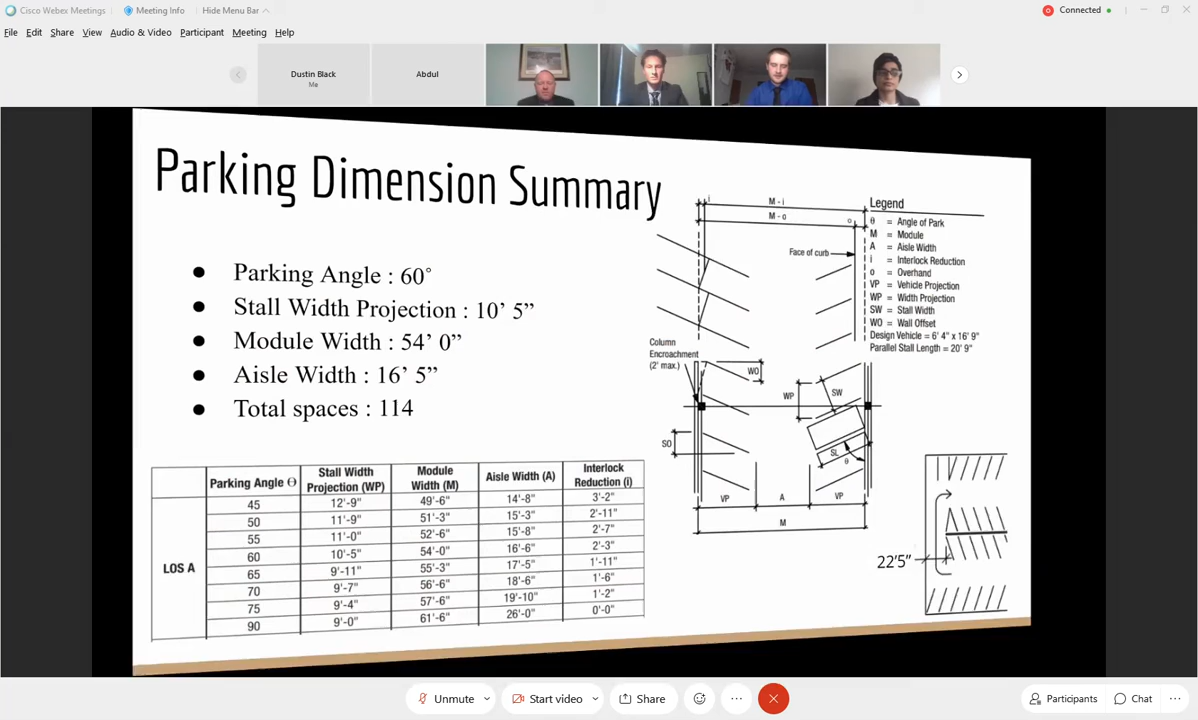 Cisco Webex Meetings Meeting Info Hide Menu Bar Connected
File Edit Share View Audio & Video Participant Meeting Help
Dustin Black
Me
Abdul
Parking Dimension Summary
● Parking Angle : 60˚
● Stall Width Projection : 10’ 5”
● Module Width : 54’ 0”
● Aisle Width : 16’ 5”
● Total spaces : 114
Parking Angle Θ Stall Width Projection (WP) Module Width (M) Aisle Width (A) Interlock Reduction (i)
LOS A
45 12'-9" 49'-6" 14'-8" 3'-2"
50 11'-9" 51'-3" 15'-3" 2'-11"
55 11'-0" 52'-6" 15'-8" 2'-7"
60 10'-5" 54'-0" 16'-6" 2'-3"
65 9'-11" 55'-3" 17'-5" 1'-11"
70 9'-7" 56'-6" 18'-6" 1'-6"
75 9'-4" 57'-6" 19'-10" 1'-2"
90 9'-0" 61'-6" 26'-0" 0'-0"
i
M - i
M - o
o
Face of curb
Column
Encroachment
(2' max.)
WO
WP
SW
SO
SL
θ
VP A VP
M
Legend
θ = Angle of Park
M = Module
A = Aisle Width
i = Interlock Reduction
o = Overhand
VP = Vehicle Projection
WP = Width Projection
SW = Stall Width
WO = Wall Offset
Design Vehicle = 6' 4" x 16' 9"
Parallel Stall Length = 20' 9"
22'5"
Unmute Start video Share Participants Chat